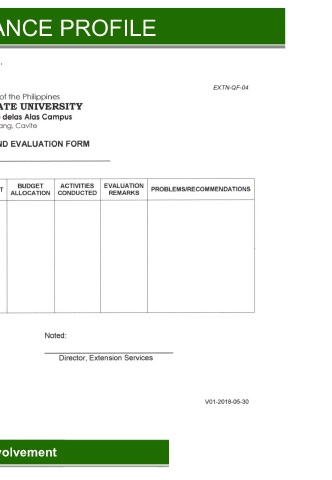 ANCE PROFILE
EXTN-QF-04
of the Philippines
ATE UNIVERSITY
delas Alas Campus
ang, Cavite
ND EVALUATION FORM
T
BUDGET ALLOCATION
ACTIVITIES CONDUCTED
EVALUATION REMARKS
PROBLEMS/RECOMMENDATIONS
Noted:
Director, Extension Services
V01-2018-05-30
volvement